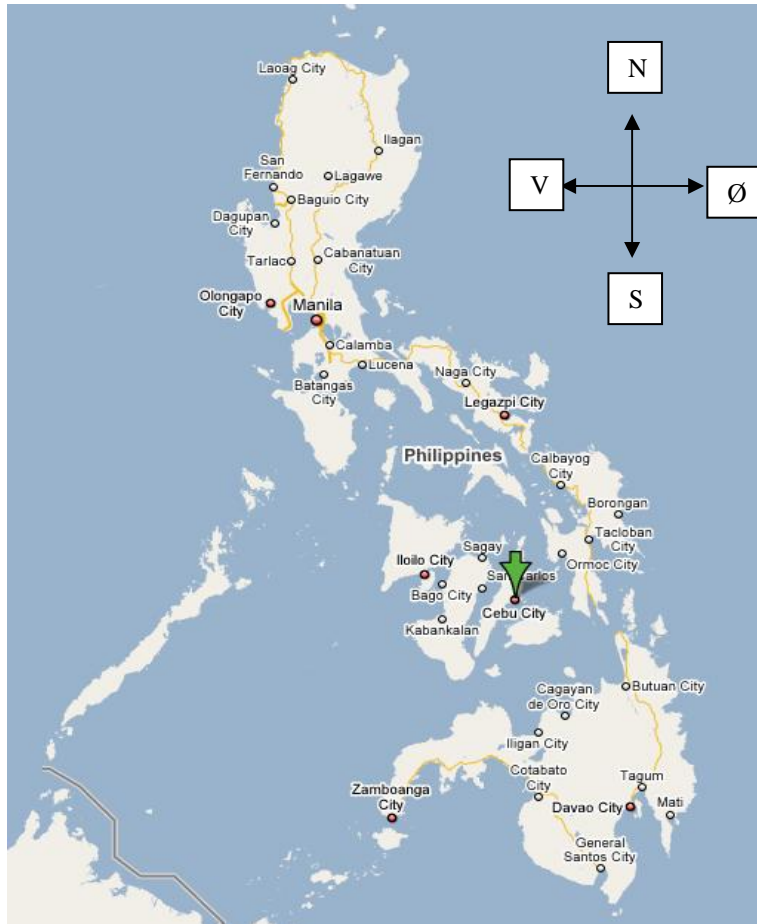 N
Laoag City
Ilagan
San
Fernando
Lagawe
V
Ø
Baguio City
Dagupan
City
Tarlac
Cabanatuan
City
S
Olongapo
City
Manila
Calamba
Lucena
Batangas
City
Naga City
Legazpi City
Philippines
Calbayog
City
Borongan
Tacloban
City
Sagay
Iloilo City
Ormoc City
San Carlos
Bago City
Cebu City
Kabankalan
Butuan City
Cagayan
de Oro City
Iligan City
Cotabato
City
Tagum
Zamboanga
City
Davao City
Mati
General
Santos City